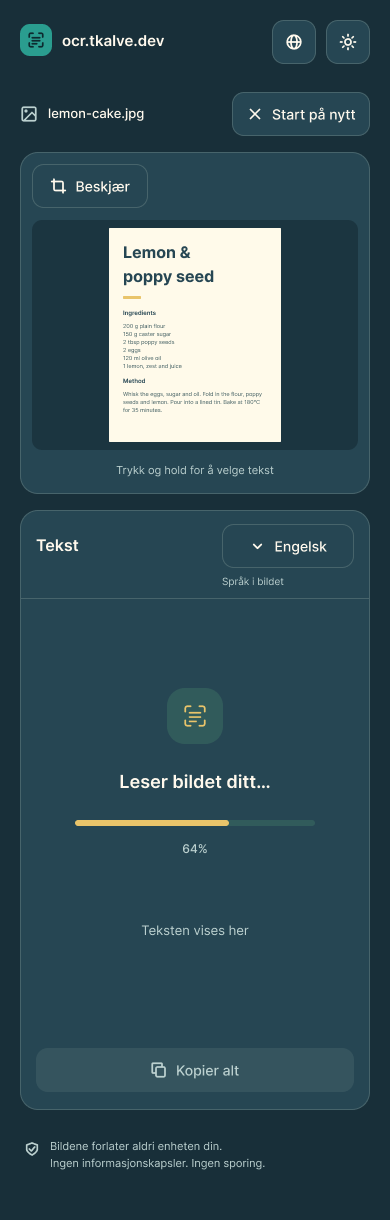 ocr.tkalve.dev
lemon-cake.jpg
Start på nytt
Beskjær
Lemon &
poppy seed
Ingredients
200 g plain flour
150 g caster sugar
2 tbsp poppy seeds
2 eggs
120 ml olive oil
1 lemon, zest and juice
Method
Whisk the eggs, sugar and oil. Fold in the flour, poppy
seeds and lemon. Pour into a lined tin. Bake at 180°C
for 35 minutes.
Trykk og hold for å velge tekst
Tekst
Engelsk
Språk i bildet
Leser bildet ditt…
64%
Teksten vises her
Kopier alt
Bildene forlater aldri enheten din.
Ingen informasjonskapsler. Ingen sporing.